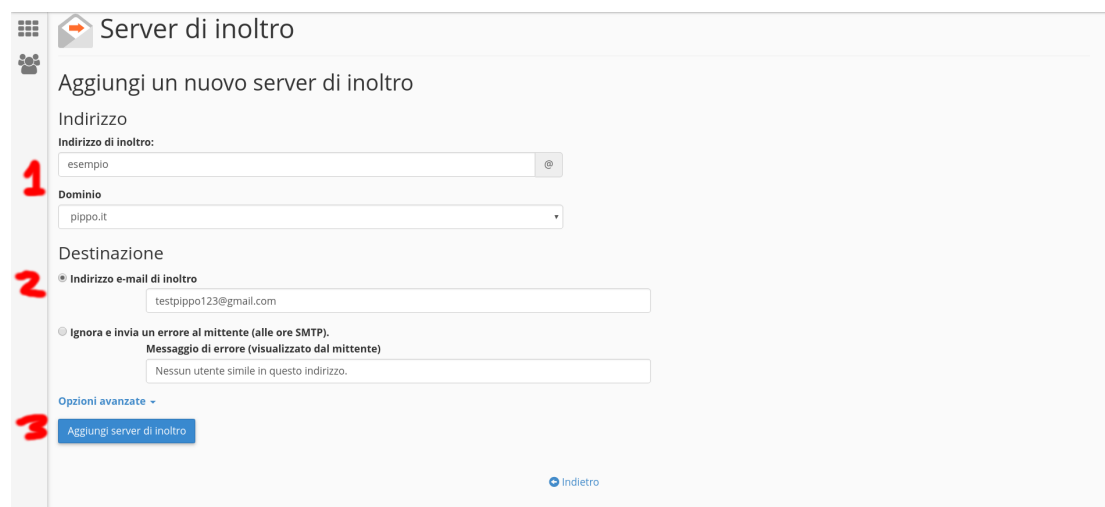 Server di inoltro
Aggiungi un nuovo server di inoltro
Indirizzo
Indirizzo di inoltro:
esempio @
1
Dominio
pippo.it
Destinazione
2
Indirizzo e-mail di inoltro
testpippo123@gmail.com
Ignora e invia un errore al mittente (alle ore SMTP).
Messaggio di errore (visualizzato dal mittente)
Nessun utente simile in questo indirizzo.
Opzioni avanzate
3
Aggiungi server di inoltro
Indietro